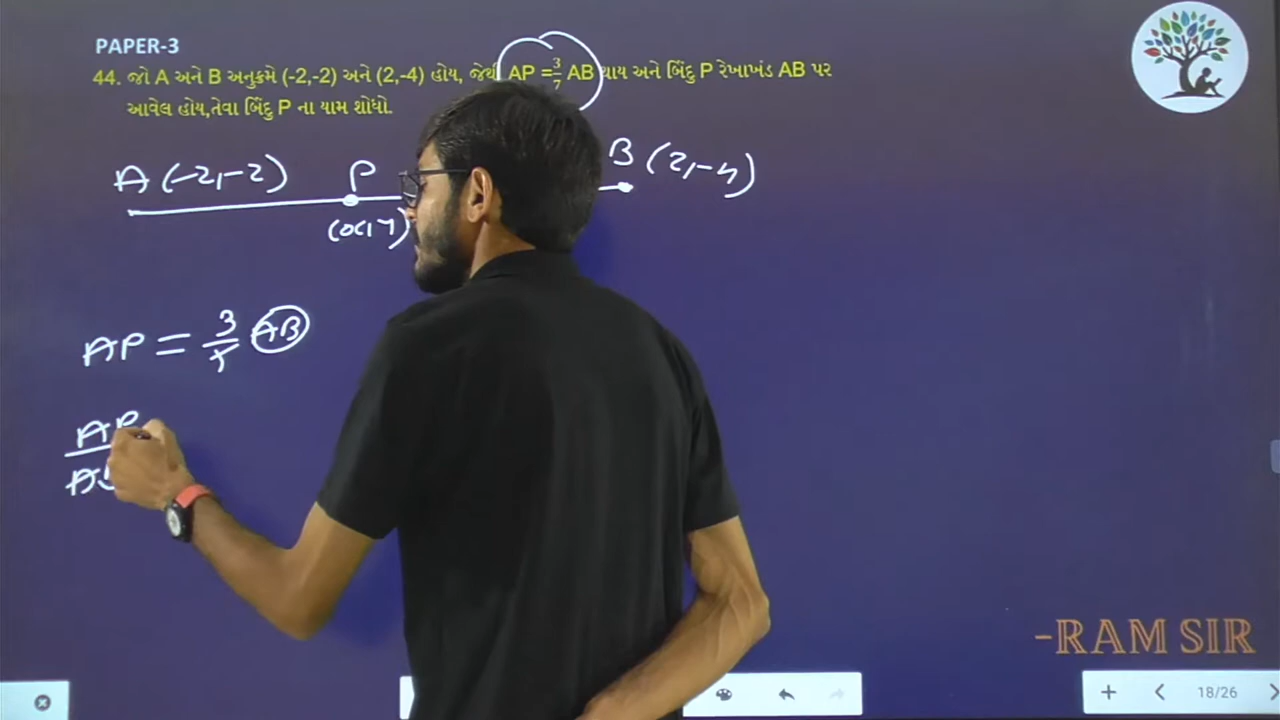 PAPER-3
44. જો A અને B અનુક્રમે (-2,-2) અને (2,-4) હોય, જેથી AP = 3/7 AB થાય અને બિંદુ P રેખાખંડ AB પર
આવેલ હોય,તેવા બિંદુ P ના યામ શોધો.
A (-2,-2) P B (2,-4)
(x,y)
AP = 3/7 AB
AP
-RAM SIR
18/26